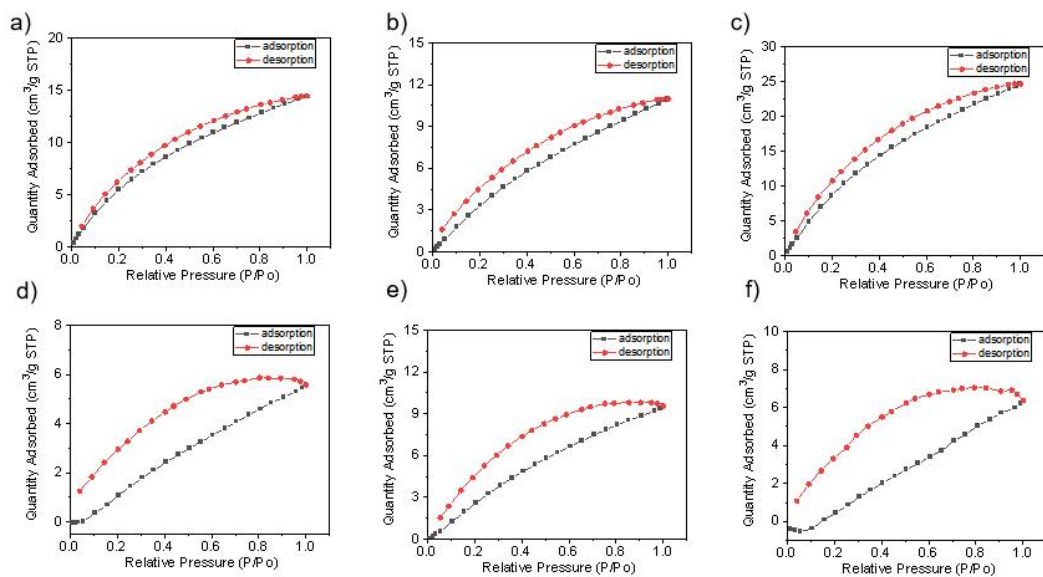 a)
20
15
10
5
0
Quantity Adsorbed (cm³/g STP)
adsorption
desorption
0.0 0.2 0.4 0.6 0.8 1.0
Relative Pressure (P/Po)
b)
15
12
9
6
3
0
Quantity Adsorbed (cm³/g STP)
adsorption
desorption
0.0 0.2 0.4 0.6 0.8 1.0
Relative Pressure (P/Po)
c)
30
25
20
15
10
5
0
Quantity Adsorbed (cm³/g STP)
adsorption
desorption
0.0 0.2 0.4 0.6 0.8 1.0
Relative Pressure (P/Po)
d)
8
6
4
2
0
Quantity Adsorbed (cm³/g STP)
adsorption
desorption
0.0 0.2 0.4 0.6 0.8 1.0
Relative Pressure (P/Po)
e)
15
12
9
6
3
0
Quantity Adsorbed (cm³/g STP)
adsorption
desorption
0.0 0.2 0.4 0.6 0.8 1.0
Relative Pressure (P/Po)
f)
10
8
6
4
2
0
Quantity Adsorbed (cm³/g STP)
adsorption
desorption
0.0 0.2 0.4 0.6 0.8 1.0
Relative Pressure (P/Po)